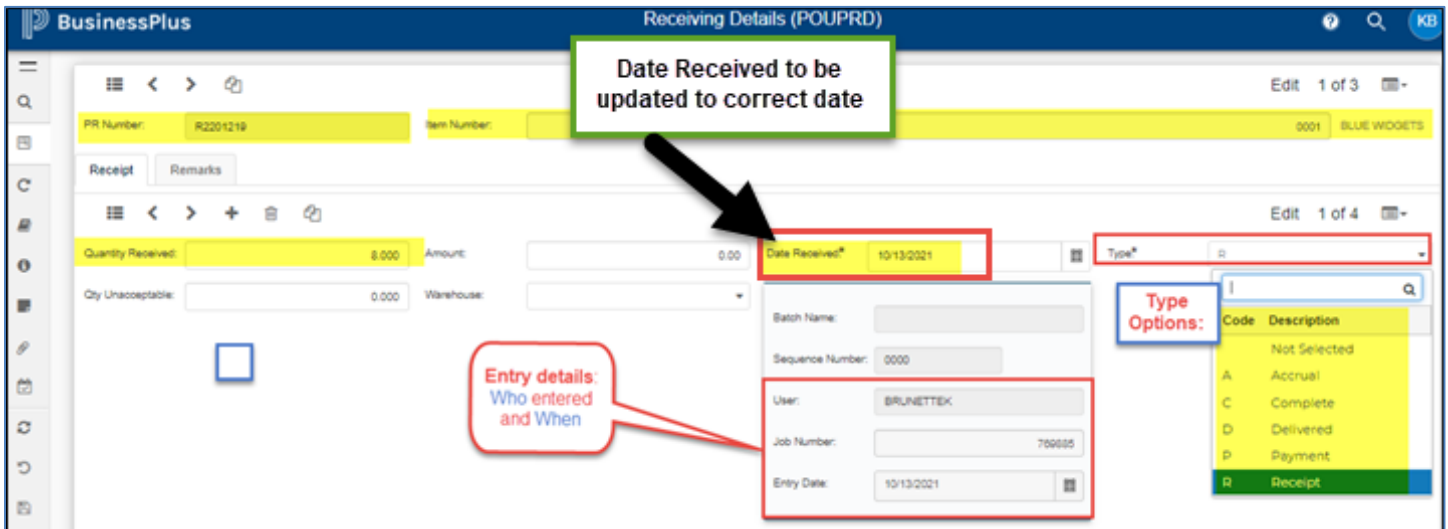 BusinessPlus
Receiving Details (POUPRD)
KB
Date Received to be
updated to correct date
Edit 1 of 3
PR Number: R2201219 Item Number: 0001 BLUE WIDGETS
Receipt Remarks
Edit 1 of 4
Quantity Received: 8.000 Amount: 0.00 Date Received:* 10/13/2021 Type:* R
Qty Unacceptable: 0.000 Warehouse:
Type
Options:
Code Description
Not Selected
A Accrual
C Complete
D Delivered
P Payment
R Receipt
Batch Name:
Sequence Number: 0000
Entry details:
Who entered
and When
User: BRUNETTEK
Job Number: 769885
Entry Date: 10/13/2021